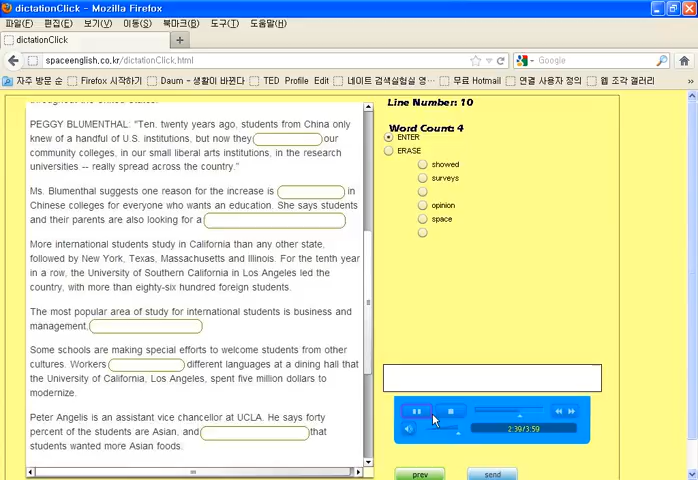 dictationClick - Mozilla Firefox
파일(F) 편집(E) 보기(V) 이동(S) 북마크(B) 도구(T) 도움말(H)
dictationClick
spaceenglish.co.kr/dictationClick.html
Google
자주 방문 순 Firefox 시작하기 Daum - 생활이 바뀐다 TED Profile Edit 네이트 검색실험실 영… 무료 Hotmail 연결 사용자 정의 웹 조각 갤러리
throughout the United States.
PEGGY BLUMENTHAL: "Ten, twenty years ago, students from China only
knew of a handful of U.S. institutions, but now they our
community colleges, in our small liberal arts institutions, in the research
universities -- really spread across the country."
Ms. Blumenthal suggests one reason for the increase is in
Chinese colleges for everyone who wants an education. She says students
and their parents are also looking for a
More international students study in California than any other state,
followed by New York, Texas, Massachusetts and Illinois. For the tenth year
in a row, the University of Southern California in Los Angeles led the
country, with more than eighty-six hundred foreign students.
The most popular area of study for international students is business and
management,
Some schools are making special efforts to welcome students from other
cultures. Workers different languages at a dining hall that
the University of California, Los Angeles, spent five million dollars to
modernize.
Peter Angelis is an assistant vice chancellor at UCLA. He says forty
percent of the students are Asian, and that
students wanted more Asian foods.
Line Number: 10
Word Count: 4
ENTER
ERASE
showed
surveys
opinion
space
2:39/3:59
prev
send